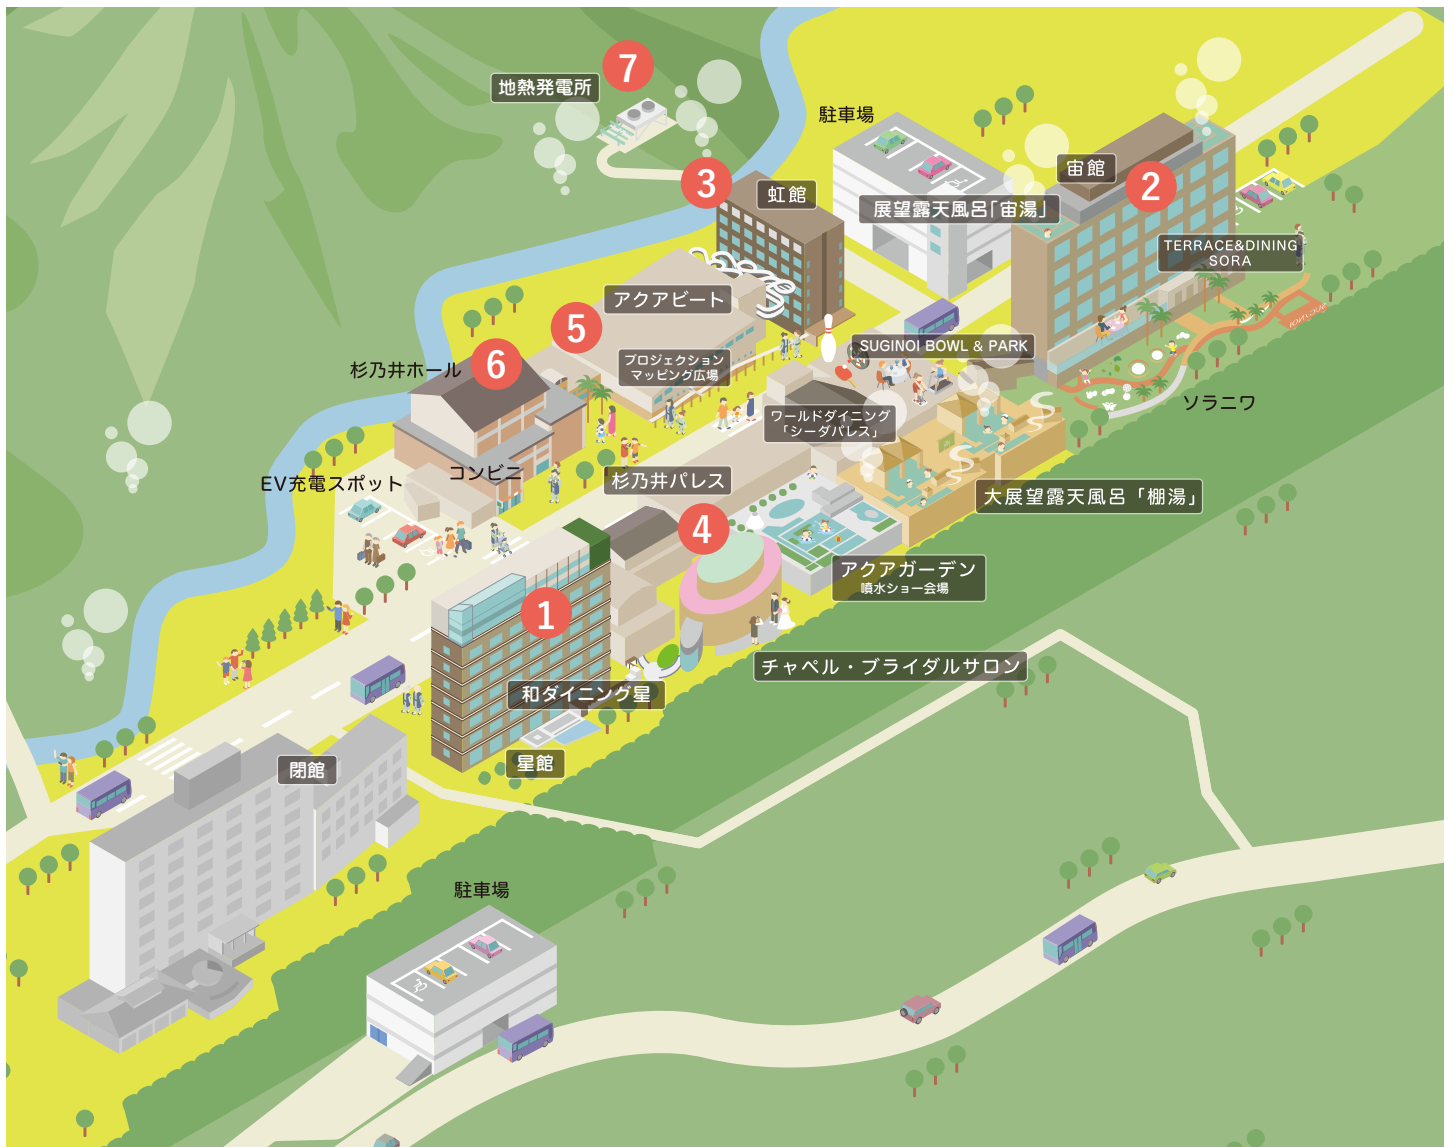 7
地熱発電所
駐車場
3
虹館
宙館
2
展望露天風呂「宙湯」
TERRACE&DINING
SORA
アクアビート
5
SUGINOI BOWL & PARK
6
杉乃井ホール
プロジェクション
マッピング広場
ソラニワ
ワールドダイニング
「シーダパレス」
コンビニ
EV充電スポット
杉乃井パレス
大展望露天風呂「棚湯」
4
アクアガーデン
噴水ショー会場
1
チャペル・ブライダルサロン
和ダイニング星
星館
閉館
駐車場